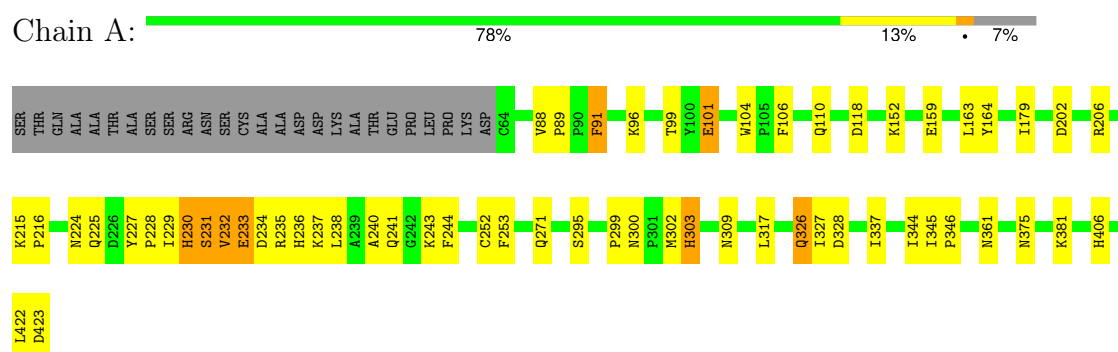 Chain A:
78% 13% • 7%
SER THR GLN ALA ALA THR ALA SER SER ARG ASN SER CYS ALA ALA ASP ASP LYS ALA THR GLU PRO LEU PRO LYS ASP C64 V88 P89 P90 F91 K96 T99 Y100 E101 W104 P105 F106 Q110 D118 K152 E159 L163 Y164 I179 D202 R206
K215 P216 N224 Q225 D226 Y227 P228 I229 H230 S231 V232 E233 D234 R235 H236 K237 L238 A239 A240 Q241 G242 K243 F244 C252 F253 Q271 S295 P299 N300 P301 M302 H303 N309 L317 Q326 I327 D328 I337 I344 I345 P346 N361 N375 K381 H406
L422 D423